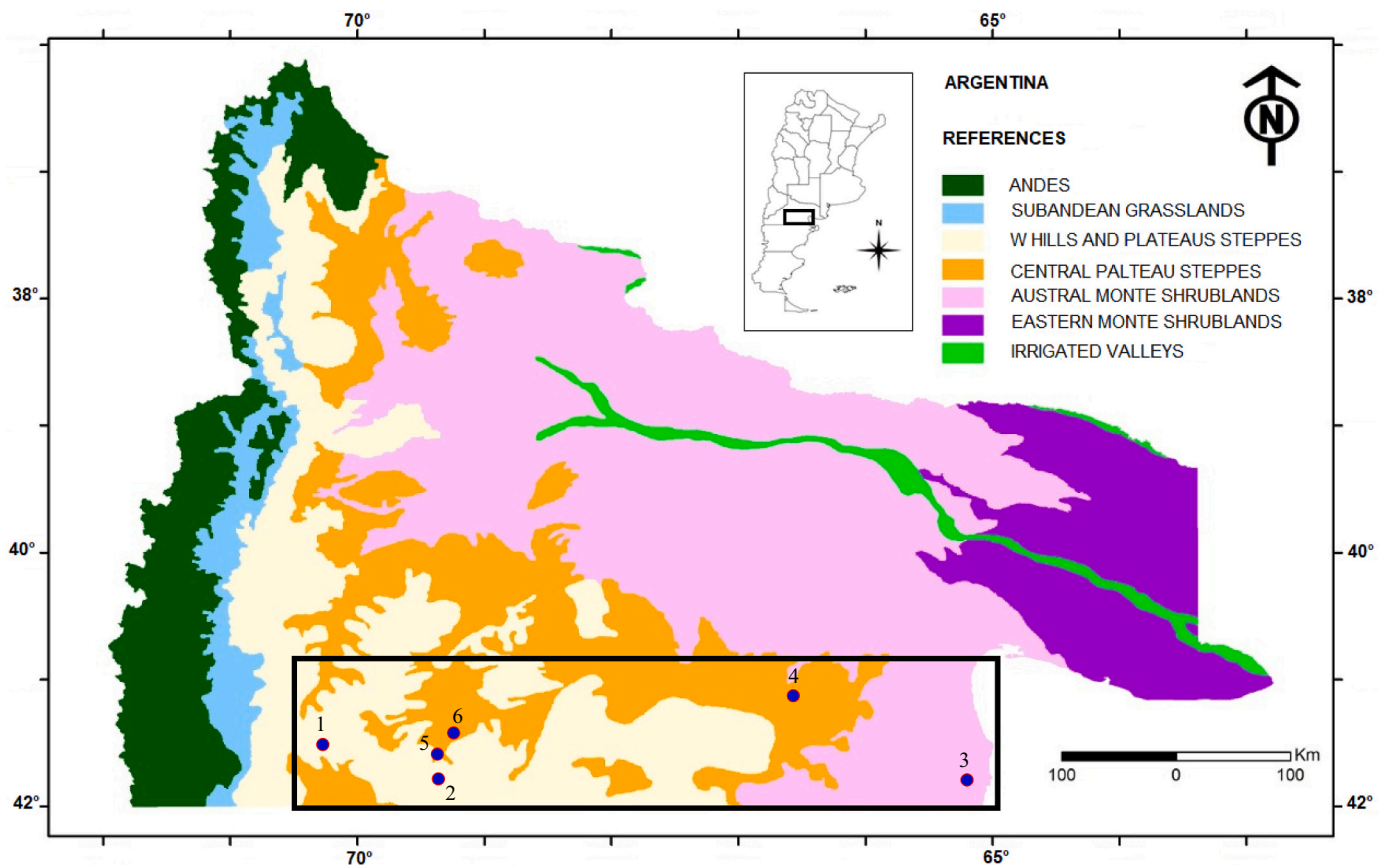 70° 65°
ARGENTINA
REFERENCES
N
ANDES
SUBANDEAN GRASSLANDS
W HILLS AND PLATEAUS STEPPES
CENTRAL PALTEAU STEPPES
AUSTRAL MONTE SHRUBLANDS
EASTERN MONTE SHRUBLANDS
IRRIGATED VALLEYS
N
38° 38°
40° 40°
4
1 6
5
3
2
Km
100 0 100
42° 42°
70° 65°